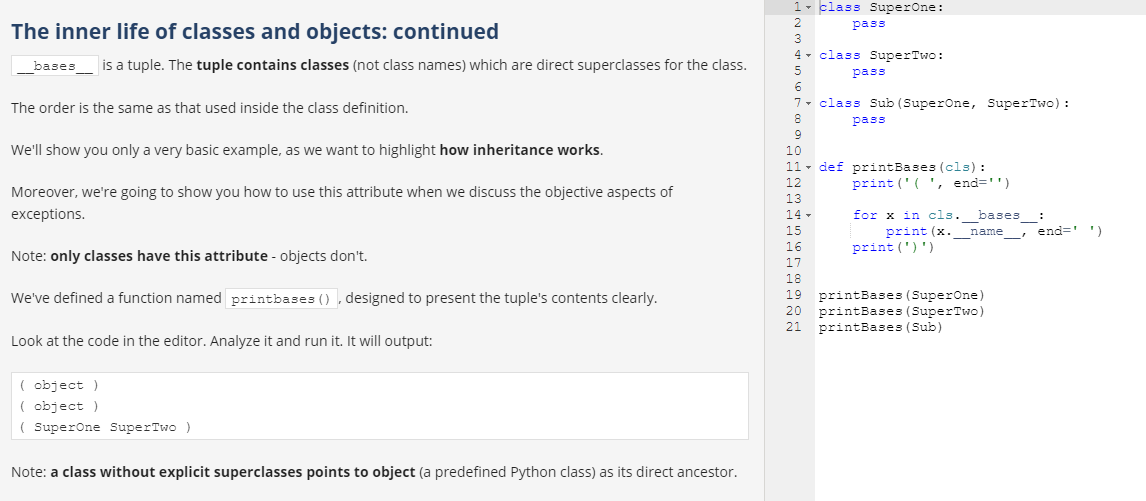 The inner life of classes and objects: continued
__bases__ is a tuple. The tuple contains classes (not class names) which are direct superclasses for the class.
The order is the same as that used inside the class definition.
We'll show you only a very basic example, as we want to highlight how inheritance works.
Moreover, we're going to show you how to use this attribute when we discuss the objective aspects of
exceptions.
Note: only classes have this attribute - objects don't.
We've defined a function named printbases(), designed to present the tuple's contents clearly.
Look at the code in the editor. Analyze it and run it. It will output:
( object )
( object )
( SuperOne SuperTwo )
Note: a class without explicit superclasses points to object (a predefined Python class) as its direct ancestor.
1 class SuperOne:
2     pass
3
4 class SuperTwo:
5     pass
6
7 class Sub(SuperOne, SuperTwo):
8     pass
9
10
11 def printBases(cls):
12     print('( ', end='')
13
14     for x in cls.__bases__:
15         print(x.__name__, end=' ')
16     print(')')
17
18
19 printBases(SuperOne)
20 printBases(SuperTwo)
21 printBases(Sub)